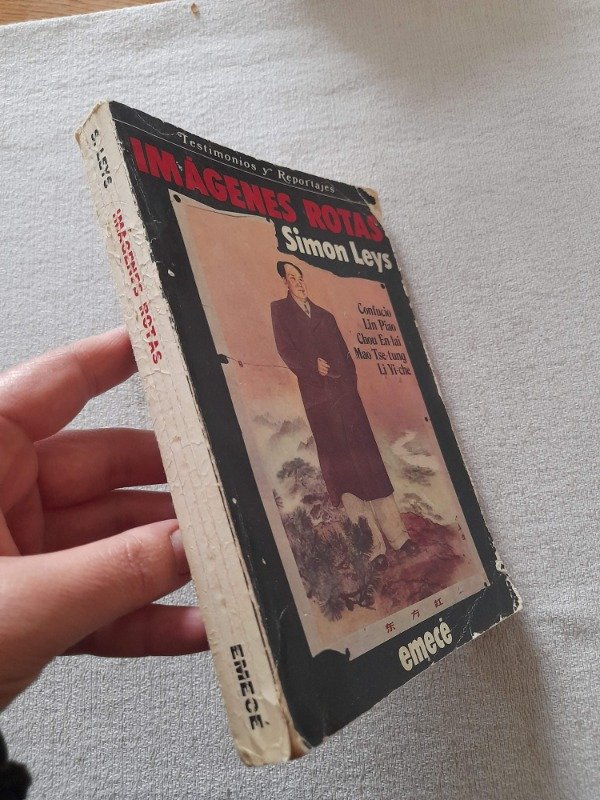 Testimonios y Reportajes
IMÁGENES ROTAS
Simon Leys
Confucio
Lin Piao
Chou En lai
Mao Tse-tung
Li Yi-che
东方红
emecé
S. LEYS
IMÁGENES ROTAS
EMECÉ